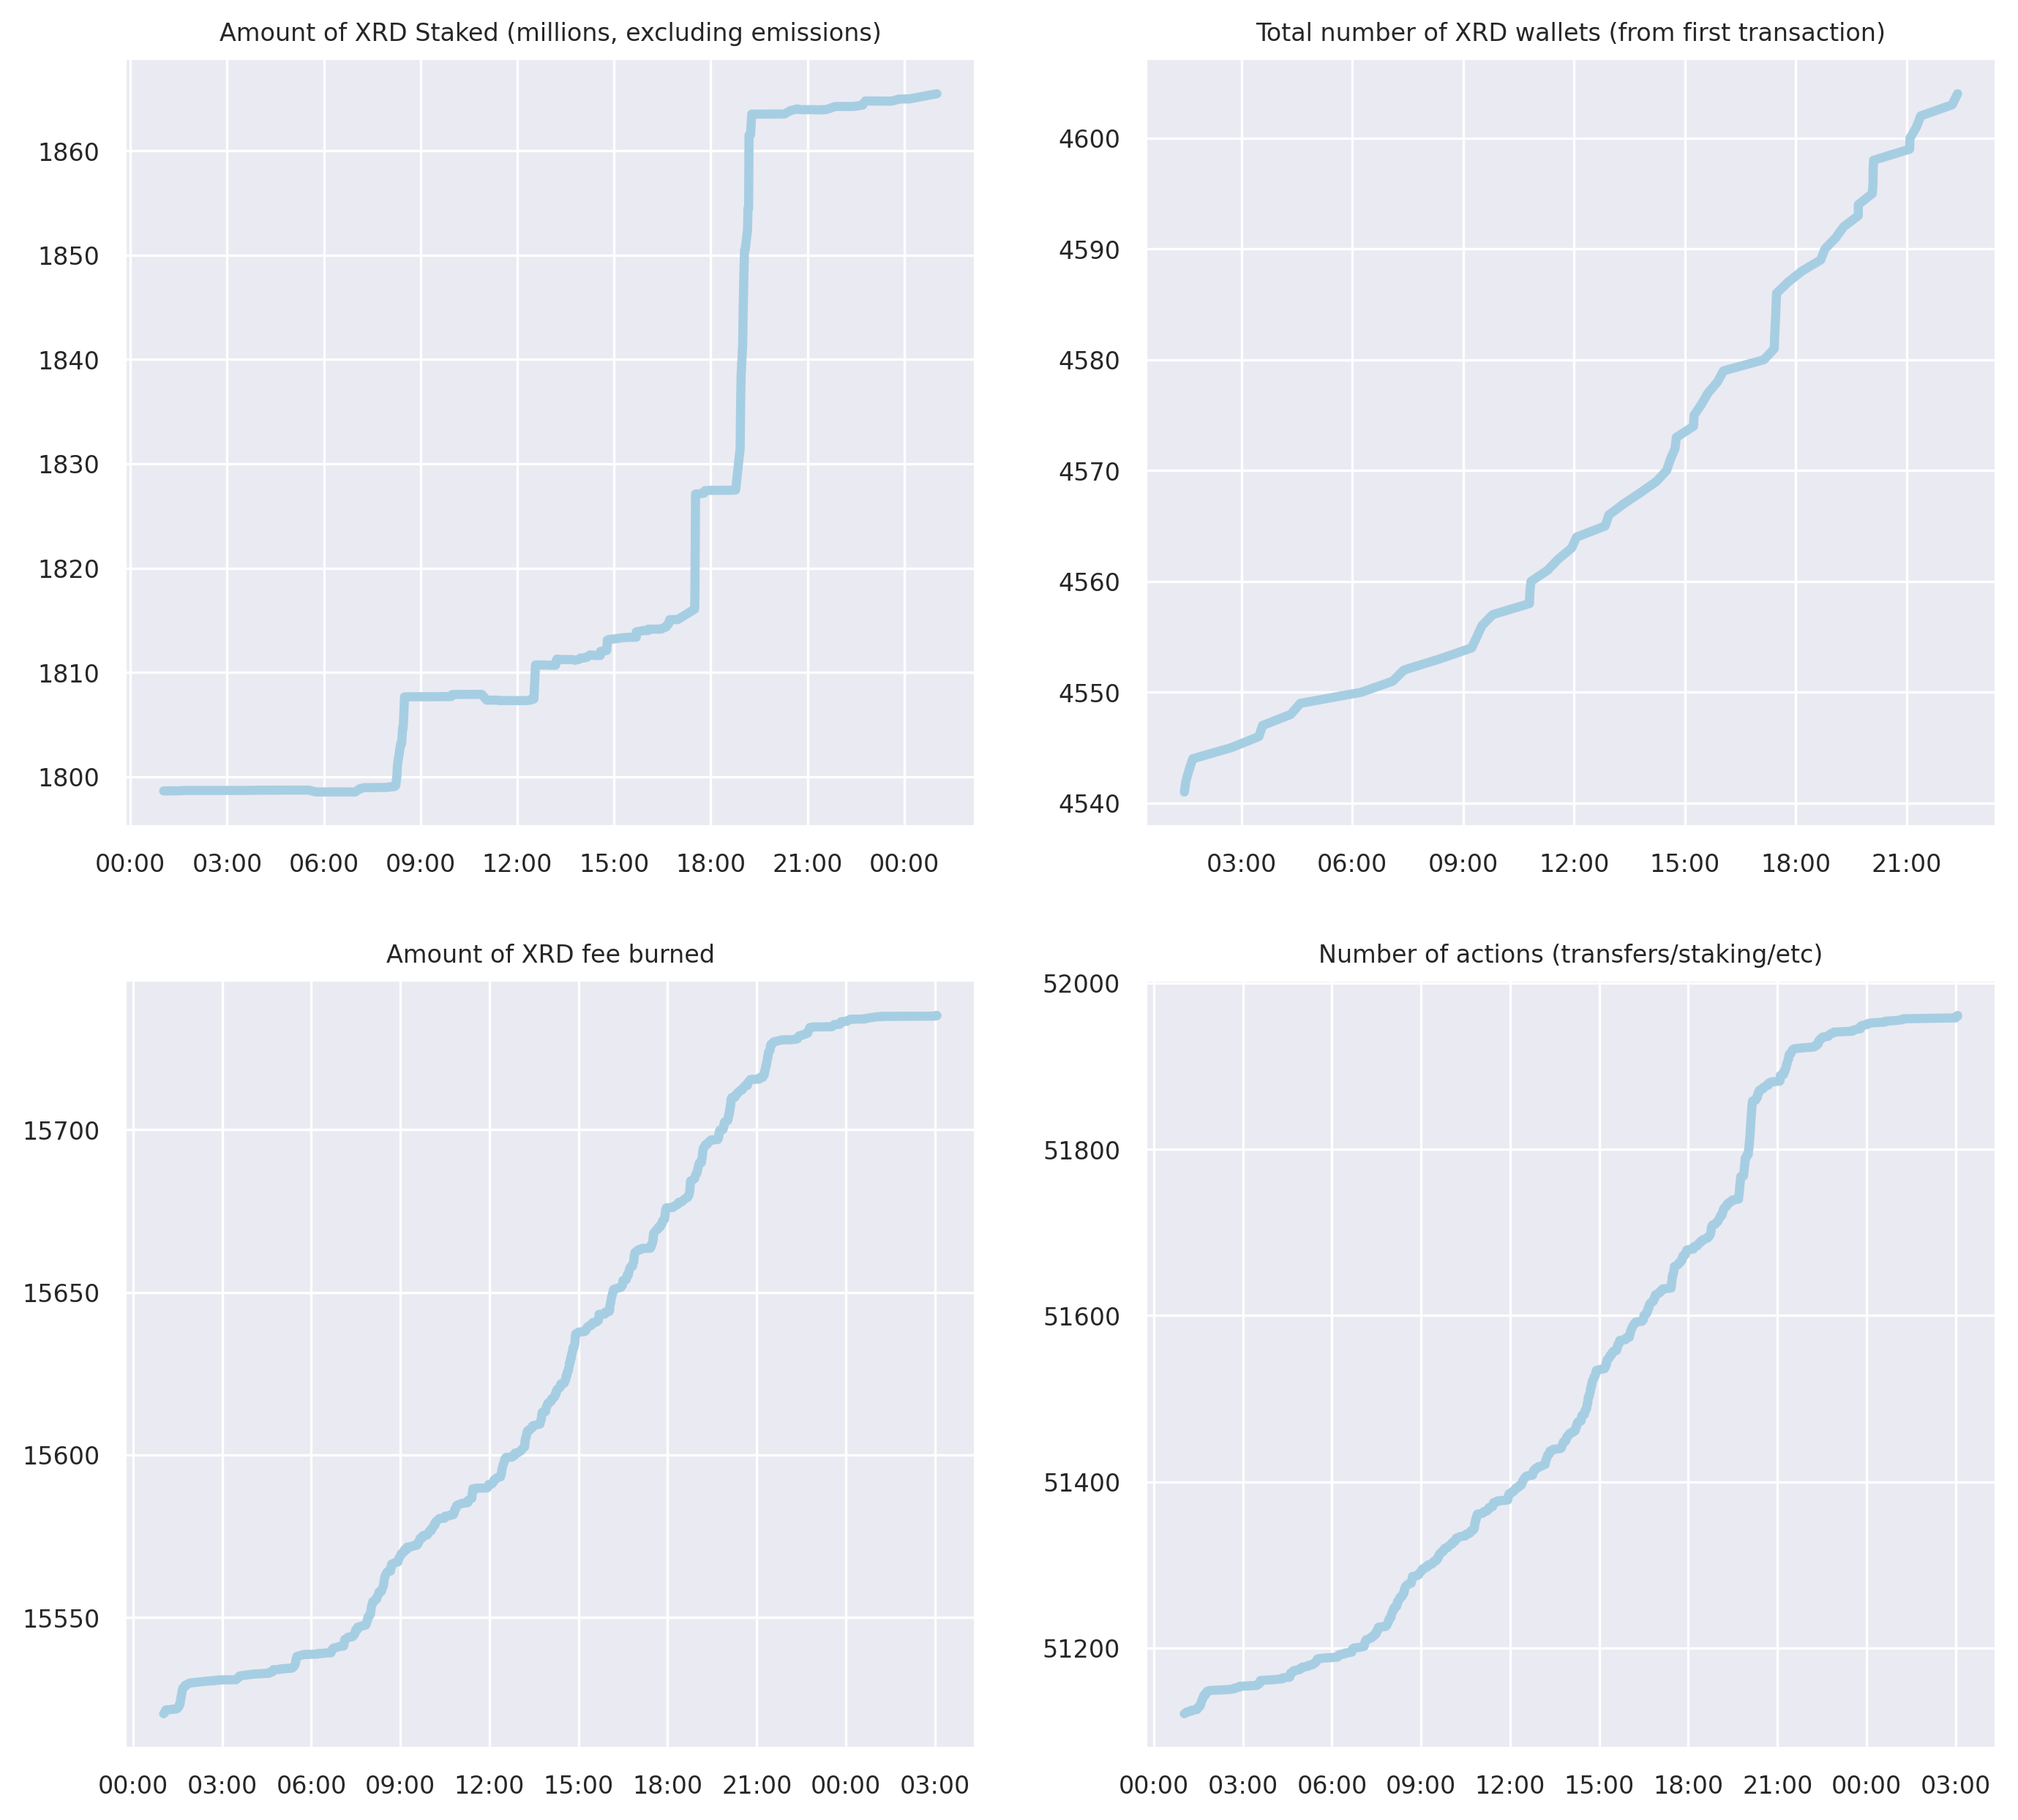 Amount of XRD Staked (millions, excluding emissions)
1860
1850
1840
1830
1820
1810
1800
00:00 03:00 06:00 09:00 12:00 15:00 18:00 21:00 00:00
Total number of XRD wallets (from first transaction)
4600
4590
4580
4570
4560
4550
4540
03:00 06:00 09:00 12:00 15:00 18:00 21:00
Amount of XRD fee burned
15700
15650
15600
15550
00:00 03:00 06:00 09:00 12:00 15:00 18:00 21:00 00:00 03:00
Number of actions (transfers/staking/etc)
52000
51800
51600
51400
51200
00:00 03:00 06:00 09:00 12:00 15:00 18:00 21:00 00:00 03:00